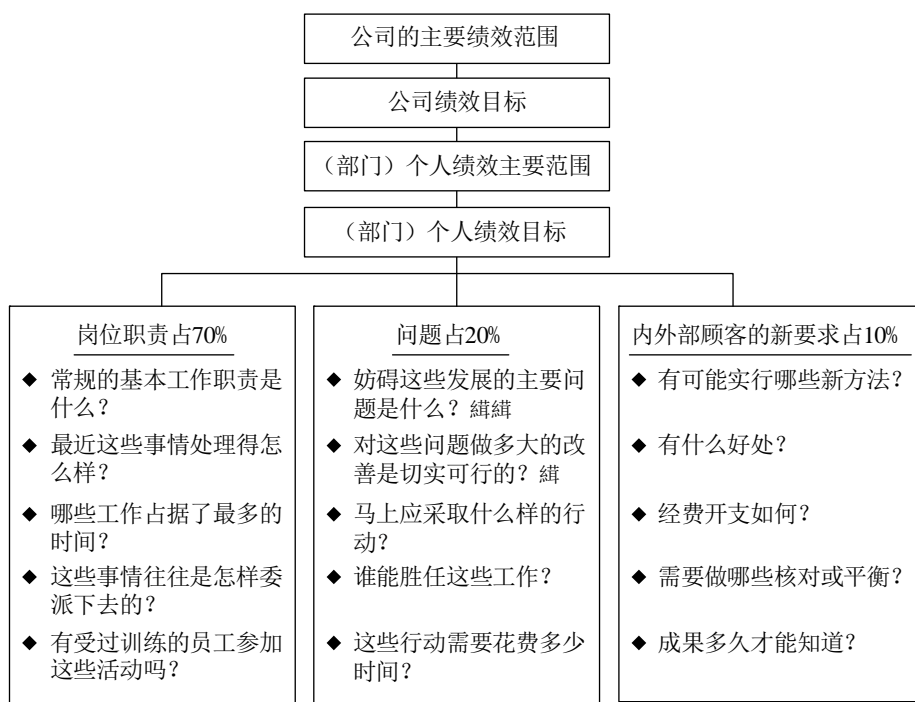 公司的主要绩效范围
公司绩效目标
（部门）个人绩效主要范围
（部门）个人绩效目标
岗位职责占70%
◆ 常规的基本工作职责是
什么？
◆ 最近这些事情处理得怎
么样？
◆ 哪些工作占据了最多的
时间？
◆ 这些事情往往是怎样委
派下去的？
◆ 有受过训练的员工参加
这些活动吗？
问题占20%
◆ 妨碍这些发展的主要问
题是什么？緝緝
◆ 对这些问题做多大的改
善是切实可行的？緝
◆ 马上应采取什么样的行
动？
◆ 谁能胜任这些工作？
◆ 这些行动需要花费多少
时间？
内外部顾客的新要求占10%
◆ 有可能实行哪些新方法？
◆ 有什么好处？
◆ 经费开支如何？
◆ 需要做哪些核对或平衡？
◆ 成果多久才能知道？